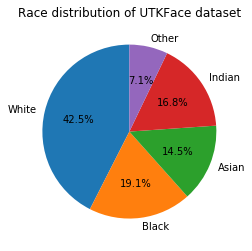 Race distribution of UTKFace dataset
Other
7.1%
Indian
16.8%
White
42.5%
Asian
14.5%
19.1%
Black